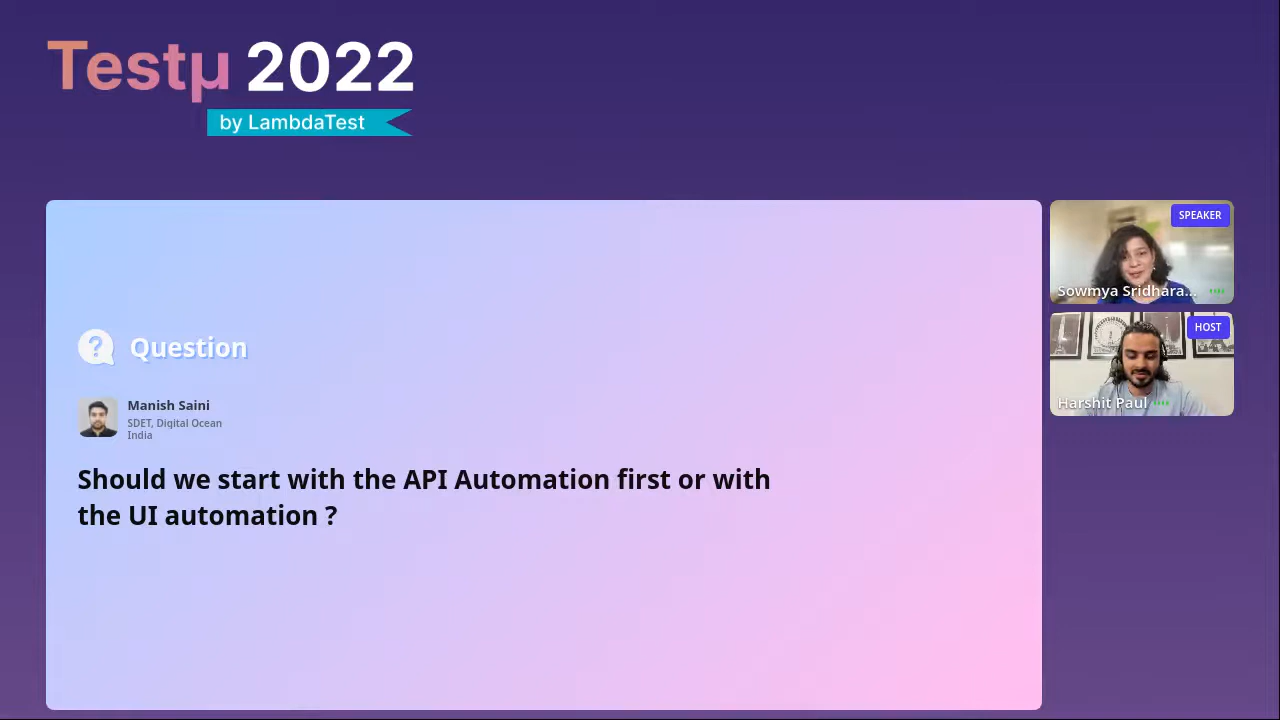 Testμ 2022
by LambdaTest
SPEAKER
Sowmya Sridhara...
HOST
Harshit Paul
Question
Manish Saini
SDET, Digital Ocean
India
Should we start with the API Automation first or with
the UI automation ?